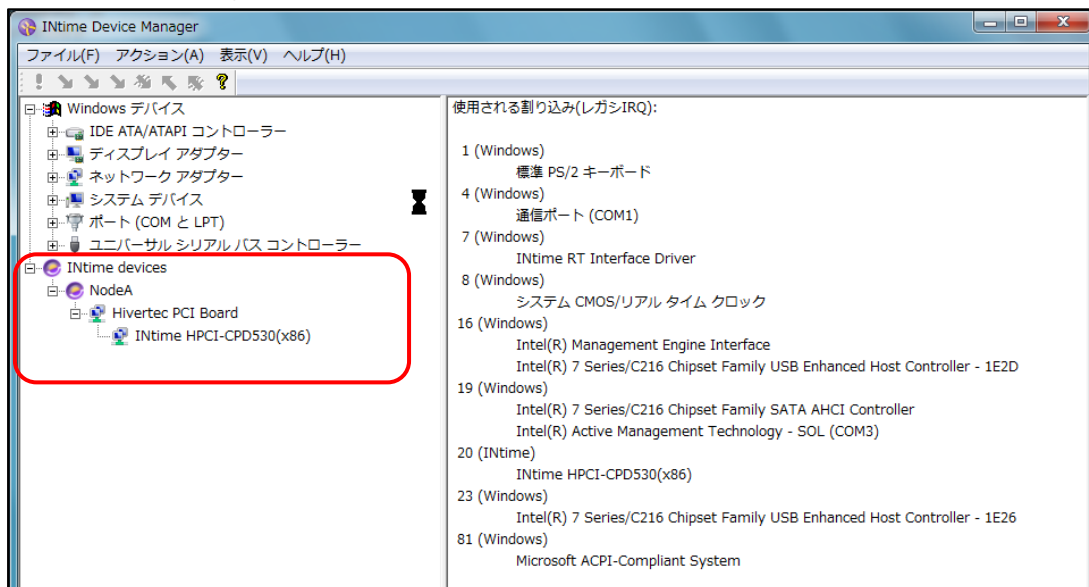 INtime Device Manager
ファイル(F) アクション(A) 表示(V) ヘルプ(H)
Windows デバイス
IDE ATA/ATAPI コントローラー
ディスプレイ アダプター
ネットワーク アダプター
システム デバイス
ポート (COM と LPT)
ユニバーサル シリアル バス コントローラー
INtime devices
NodeA
Hivertec PCI Board
INtime HPCI-CPD530(x86)
使用される割り込み(レガシIRQ):
1 (Windows)
標準 PS/2 キーボード
4 (Windows)
通信ポート (COM1)
7 (Windows)
INtime RT Interface Driver
8 (Windows)
システム CMOS/リアル タイム クロック
16 (Windows)
Intel(R) Management Engine Interface
Intel(R) 7 Series/C216 Chipset Family USB Enhanced Host Controller - 1E2D
19 (Windows)
Intel(R) 7 Series/C216 Chipset Family SATA AHCI Controller
Intel(R) Active Management Technology - SOL (COM3)
20 (INtime)
INtime HPCI-CPD530(x86)
23 (Windows)
Intel(R) 7 Series/C216 Chipset Family USB Enhanced Host Controller - 1E26
81 (Windows)
Microsoft ACPI-Compliant System